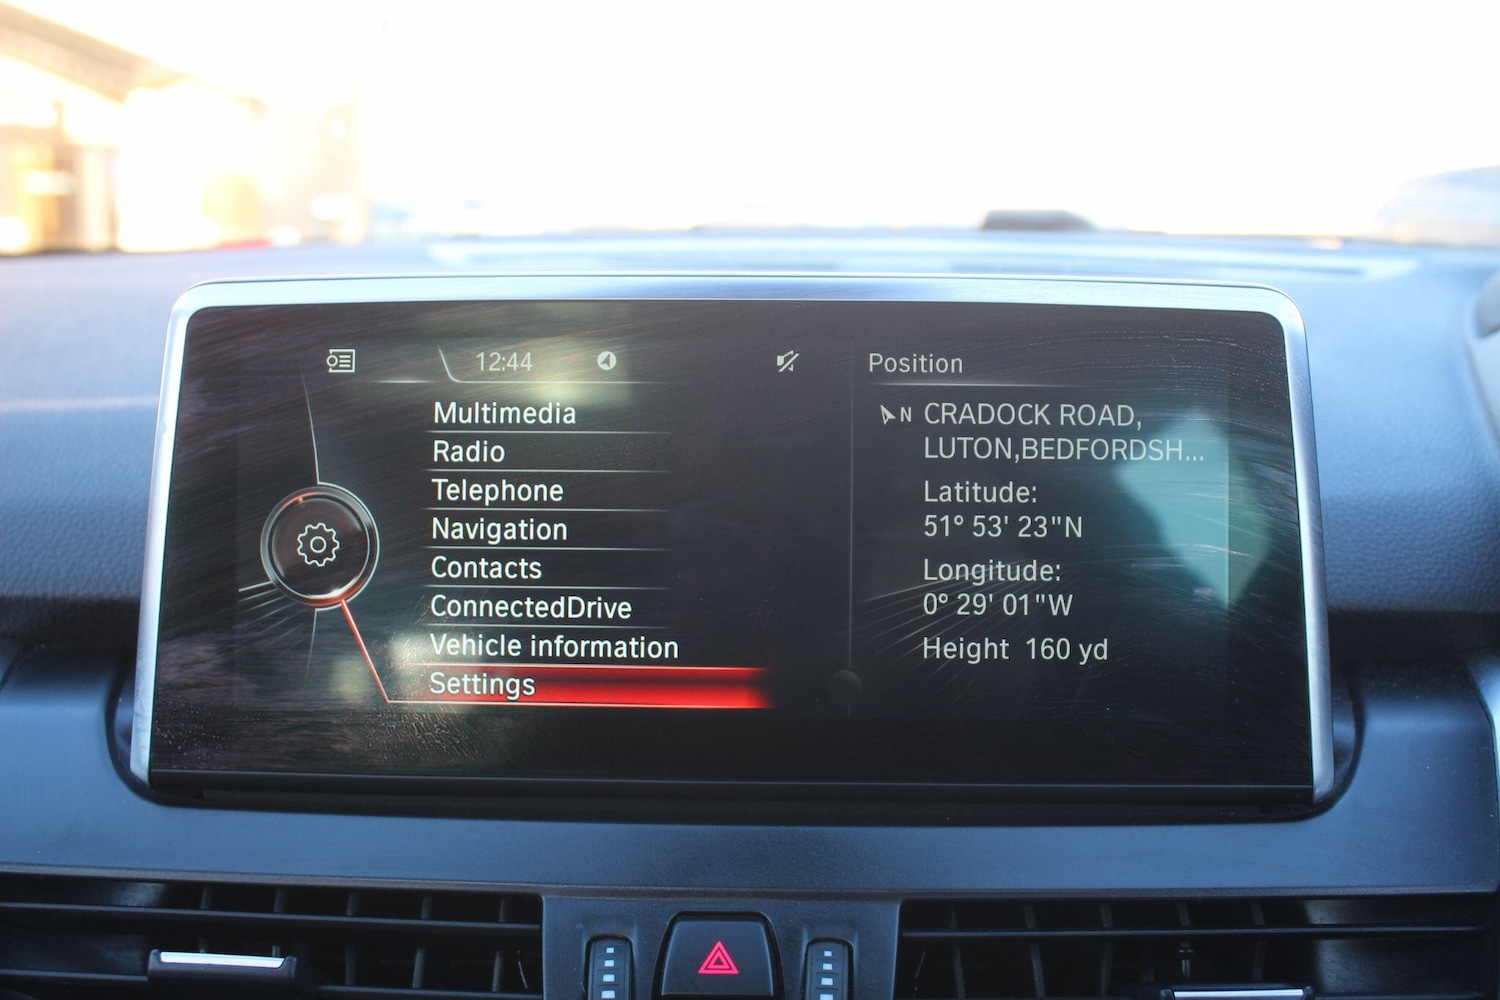 12:44
Multimedia
Radio
Telephone
Navigation
Contacts
ConnectedDrive
Vehicle information
Settings
Position
N CRADOCK ROAD,
LUTON,BEDFORDSH...
Latitude:
51° 53' 23"N
Longitude:
0° 29' 01"W
Height 160 yd